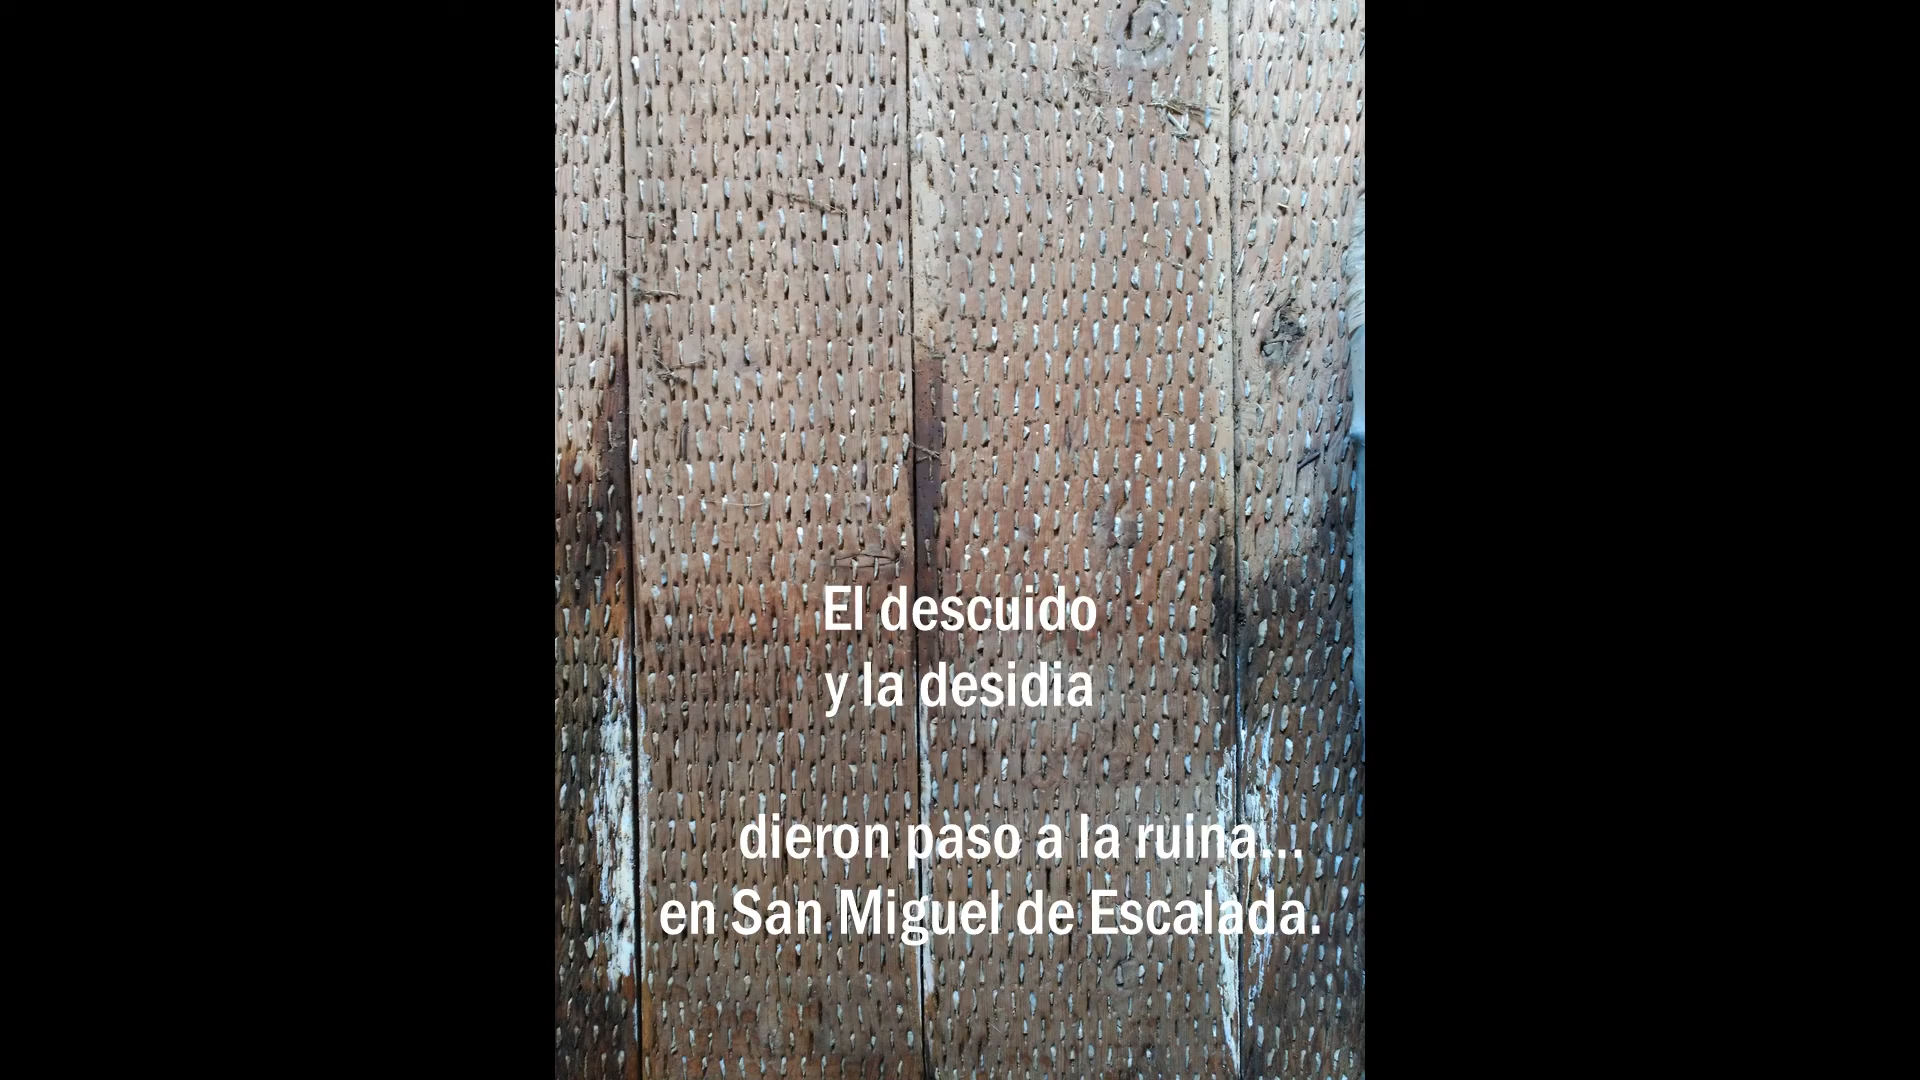 El descuido
y la desidia
dieron paso a la ruina...
en San Miguel de Escalada.